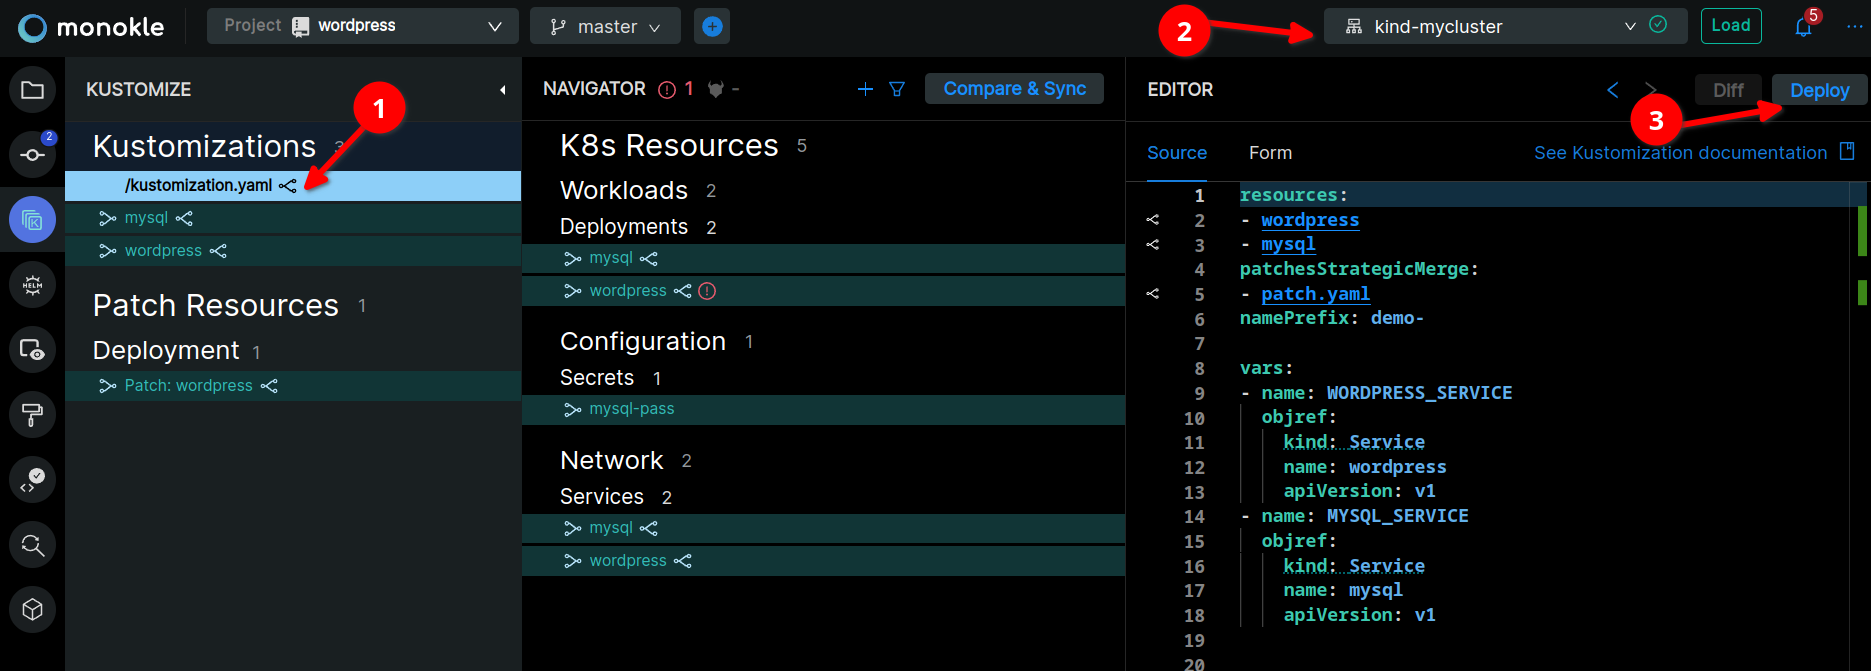 monokle
Project wordpress
master
2
kind-mycluster
Load
5
KUSTOMIZE
1
Kustomizations 3
/kustomization.yaml
mysql
wordpress
Patch Resources 1
Deployment 1
Patch: wordpress
2
K
HELM
NAVIGATOR 1 -
Compare & Sync
K8s Resources 5
Workloads 2
Deployments 2
mysql
wordpress
Configuration 1
Secrets 1
mysql-pass
Network 2
Services 2
mysql
wordpress
EDITOR
Diff
Deploy
3
Source
Form
See Kustomization documentation
1 resources:
2 - wordpress
3 - mysql
4 patchesStrategicMerge:
5 - patch.yaml
6 namePrefix: demo-
7
8 vars:
9 - name: WORDPRESS_SERVICE
10 objref:
11 kind: Service
12 name: wordpress
13 apiVersion: v1
14 - name: MYSQL_SERVICE
15 objref:
16 kind: Service
17 name: mysql
18 apiVersion: v1
19
20